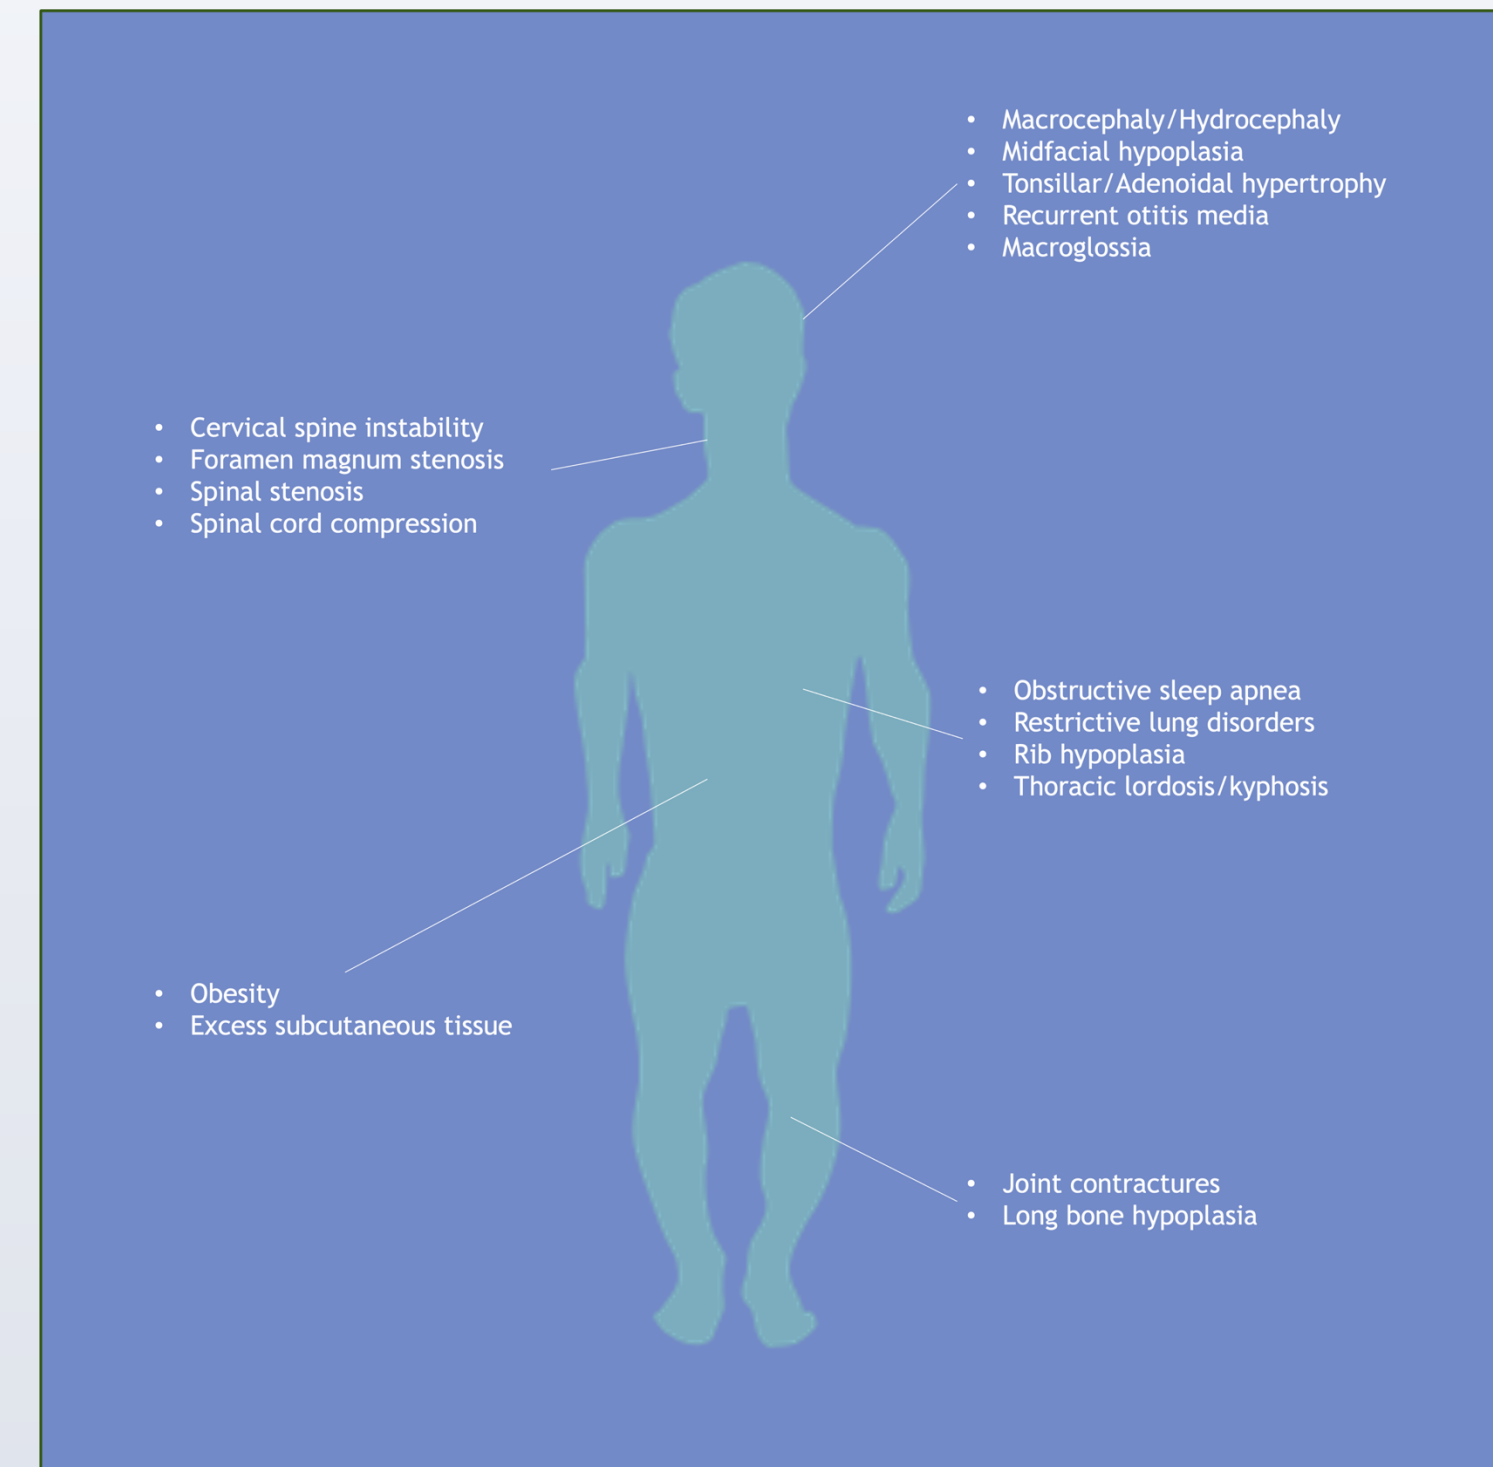 • Macrocephaly/Hydrocephaly
• Midfacial hypoplasia
• Tonsillar/Adenoidal hypertrophy
• Recurrent otitis media
• Macroglossia
• Cervical spine instability
• Foramen magnum stenosis
• Spinal stenosis
• Spinal cord compression
• Obstructive sleep apnea
• Restrictive lung disorders
• Rib hypoplasia
• Thoracic lordosis/kyphosis
• Obesity
• Excess subcutaneous tissue
• Joint contractures
• Long bone hypoplasia